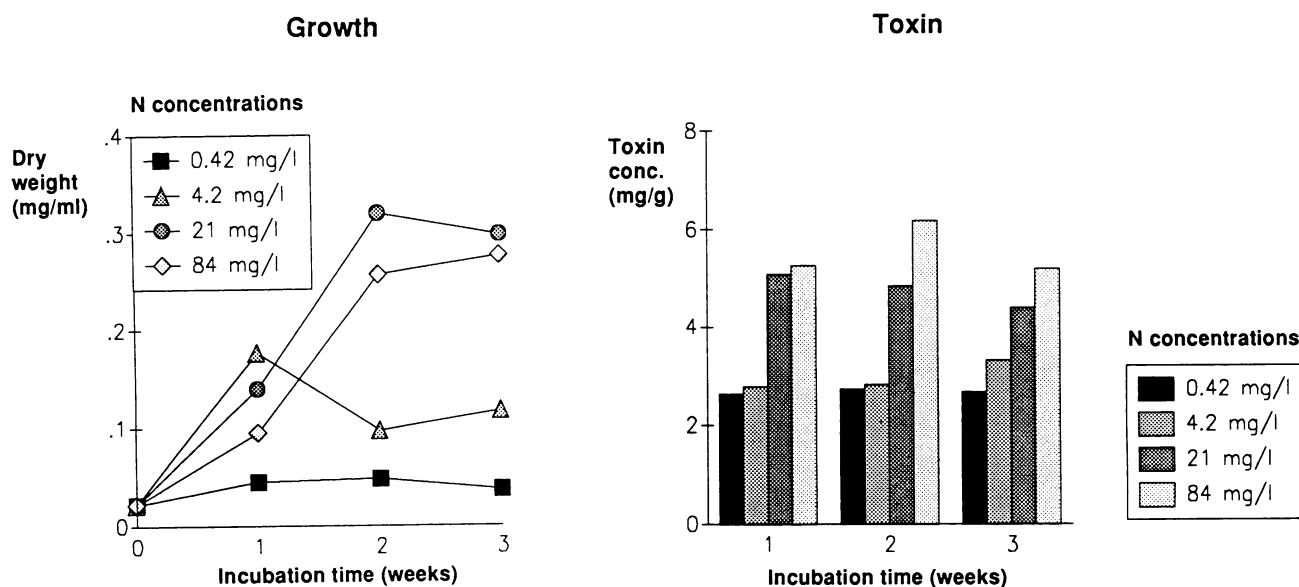 Growth
N concentrations
Dry
weight
(mg/ml)
.4
.3
.2
.1
0
0.42 mg/l
4.2 mg/l
21 mg/l
84 mg/l
0 1 2 3
Incubation time (weeks)
Toxin
Toxin
conc.
(mg/g)
8
6
4
2
0
1 2 3
Incubation time (weeks)
N concentrations
0.42 mg/l
4.2 mg/l
21 mg/l
84 mg/l